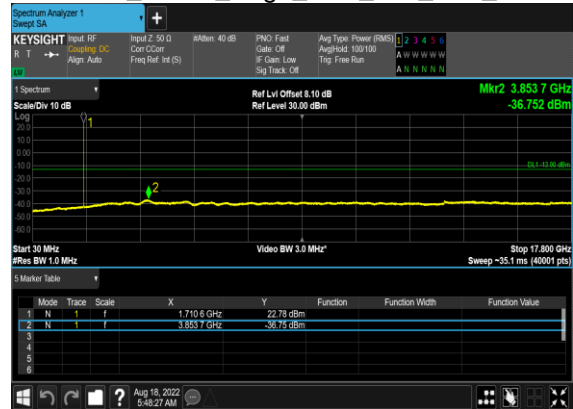 Spectrum Analyzer 1
Swept SA
+
KEYSIGHT Input: RF Input Z: 50 Ω #Atten: 40 dB PNO: Fast Avg Type: Power (RMS) 1 2 3 4 5 6
R T Coupling: DC Corr CCorr Gate: Off Avg|Hold: 100/100 A W W W W W
Align: Auto Freq Ref: Int (S) IF Gain: Low Trig: Free Run
Sig Track: Off A N N N N N
LW
1 Spectrum Ref Lvl Offset 8.10 dB Mkr2 3.853 7 GHz
Scale/Div 10 dB Ref Level 30.00 dBm -36.752 dBm
Log
20.0
10.0
0.00
-10.0
-20.0
-30.0
-40.0
-50.0
-60.0
1
2
DL1 -13.00 dBm
Start 30 MHz Video BW 3.0 MHz* Stop 17.800 GHz
#Res BW 1.0 MHz Sweep ~35.1 ms (40001 pts)
5 Marker Table
Mode Trace Scale X Y Function Function Width Function Value
1 N 1 f 1.710 6 GHz 22.78 dBm
2 N 1 f 3.853 7 GHz -36.75 dBm
3
4
5
6
? Aug 18, 2022
5:48:27 AM